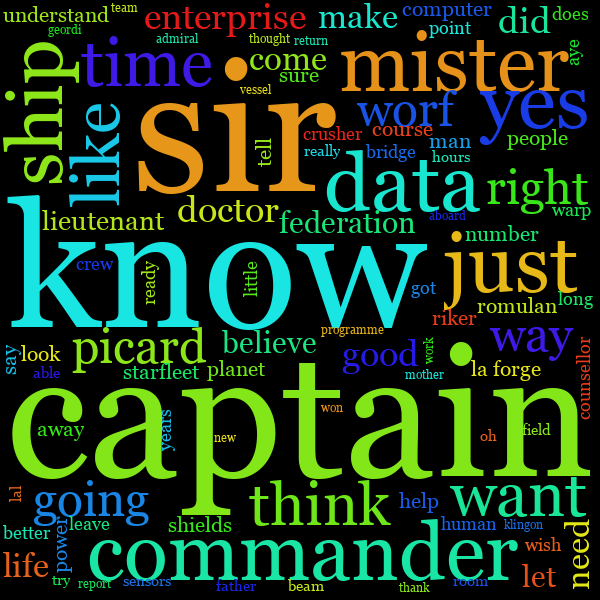 understand
team
enterprise
make
computer
did
does
geordi
admiral
thought
return
point
aye
ship
time
come
mister
sure
vessel
yes
sir
worf
like
tell
crusher
course
man
people
really
bridge
hours
data
right
lieutenant
doctor
federation
aboard
warp
know
number
just
crew
ready
little
got
romulan
long
riker
way
say
look
picard
believe
programme
good
work
la forge
counsellor
able
starfleet
planet
mother
captain
away
years
new
won
oh
field
lal
going
think
want
help
better
power
leave
shields
human
klingon
need
life
commander
wish
let
try
report
sensors
father
beam
thank
room